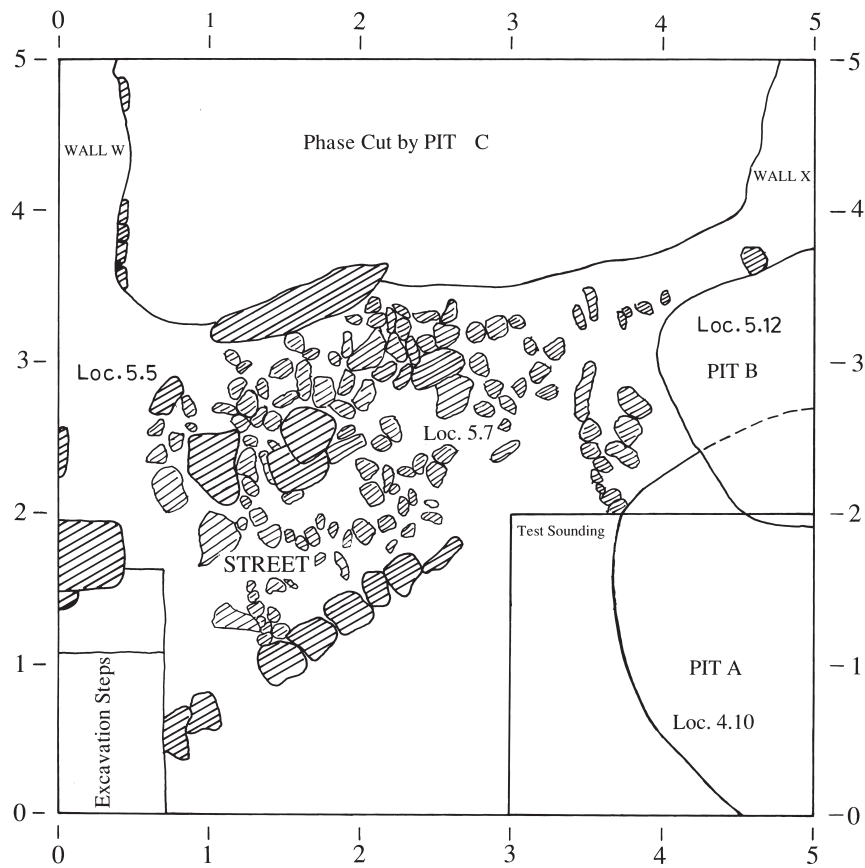 0 1 2 3 4 5
5 5
Phase Cut by PIT C
WALL W
WALL X
4 4
Loc. 5.12
3 3
Loc. 5.5
PIT B
Loc. 5.7
2 2
Test Sounding
STREET
1 1
PIT A
Excavation Steps
Loc. 4.10
0 0
0 1 2 3 4 5